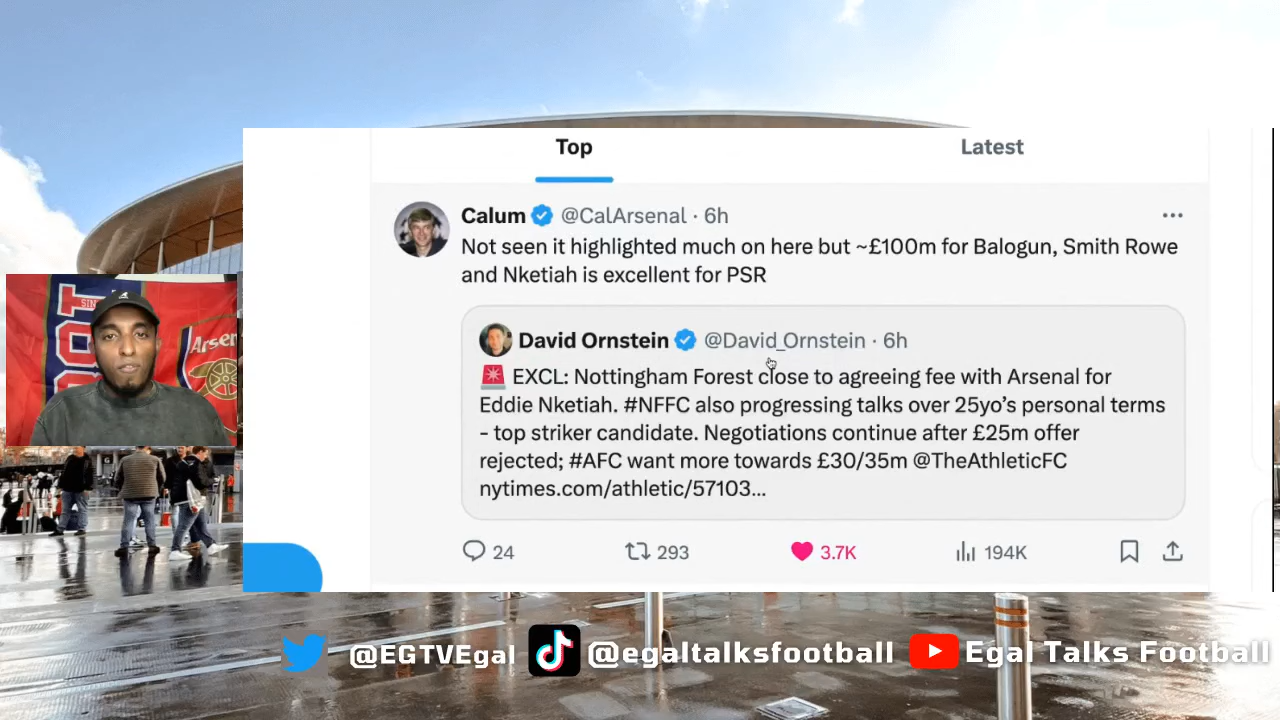 Top
Latest
Calum @CalArsenal · 6h
Not seen it highlighted much on here but ~£100m for Balogun, Smith Rowe
and Nketiah is excellent for PSR
David Ornstein @David_Ornstein · 6h
🚨 EXCL: Nottingham Forest close to agreeing fee with Arsenal for
Eddie Nketiah. #NFFC also progressing talks over 25yo’s personal terms
- top striker candidate. Negotiations continue after £25m offer
rejected; #AFC want more towards £30/35m @TheAthleticFC
nytimes.com/athletic/57103...
24
293
3.7K
194K
Arsen
@EGTVEgal
@egaltalksfootball
Egal Talks Football